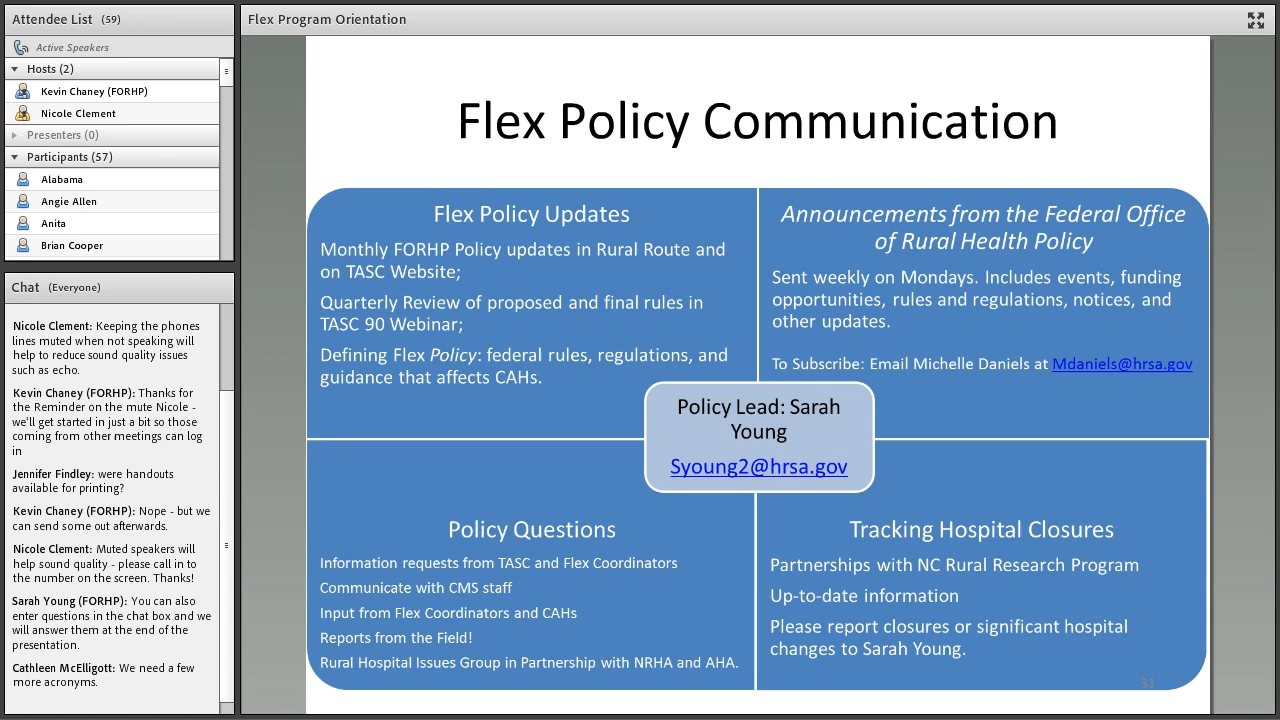 Attendee List (59)
Active Speakers
Hosts (2)
Kevin Chaney (FORHP)
Nicole Clement
Presenters (0)
Participants (57)
Alabama
Angie Allen
Anita
Brian Cooper
Chat (Everyone)
Nicole Clement: Keeping the phones
lines muted when not speaking will
help to reduce sound quality issues
such as echo.
Kevin Chaney (FORHP): Thanks for
the Reminder on the mute Nicole -
we'll get started in just a bit so those
coming from other meetings can log
in
Jennifer Findley: were handouts
available for printing?
Kevin Chaney (FORHP): Nope - but we
can send some out afterwards.
Nicole Clement: Muted speakers will
help sound quality - please call in to
the number on the screen. Thanks!
Sarah Young (FORHP): You can also
enter questions in the chat box and we
will answer them at the end of the
presentation.
Cathleen McElligott: We need a few
more acronyms.
Flex Program Orientation
Flex Policy Communication
Flex Policy Updates
Monthly FORHP Policy updates in Rural Route and
on TASC Website;
Quarterly Review of proposed and final rules in
TASC 90 Webinar;
Defining Flex Policy: federal rules, regulations, and
guidance that affects CAHs.
Announcements from the Federal Office
of Rural Health Policy
Sent weekly on Mondays. Includes events, funding
opportunities, rules and regulations, notices, and
other updates.
To Subscribe: Email Michelle Daniels at Mdaniels@hrsa.gov
Policy Lead: Sarah
Young
Syoung2@hrsa.gov
Policy Questions
Information requests from TASC and Flex Coordinators
Communicate with CMS staff
Input from Flex Coordinators and CAHs
Reports from the Field!
Rural Hospital Issues Group in Partnership with NRHA and AHA.
Tracking Hospital Closures
Partnerships with NC Rural Research Program
Up-to-date information
Please report closures or significant hospital
changes to Sarah Young.
31